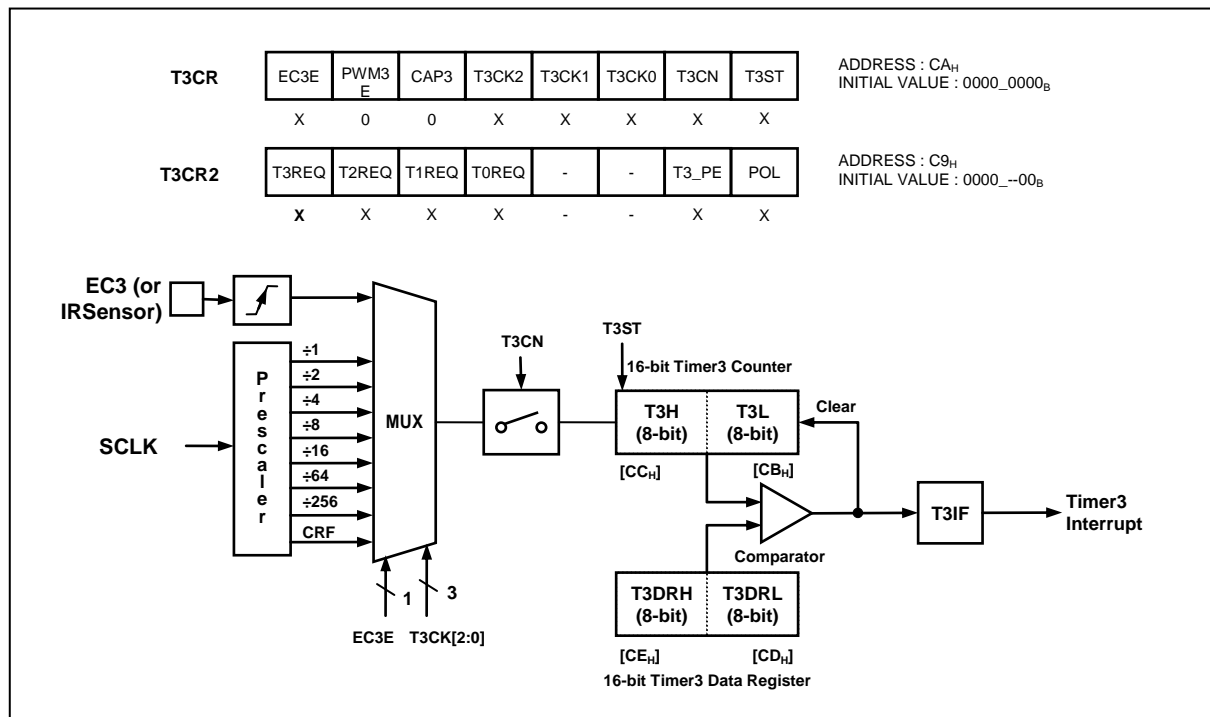 T3CR EC3E PWM3E CAP3 T3CK2 T3CK1 T3CK0 T3CN T3ST
ADDRESS : CAH
INITIAL VALUE : 0000_0000B
X 0 0 X X X X X
T3CR2 T3REQ T2REQ T1REQ T0REQ - - T3_PE POL
ADDRESS : C9H
INITIAL VALUE : 0000_--00B
X X X X - - X X
EC3 (or
IRSensor)
SCLK
Prescaler
÷1
÷2
÷4
÷8
÷16
÷64
÷256
CRF
MUX
1
3
EC3E T3CK[2:0]
T3CN
T3ST
16-bit Timer3 Counter
T3H
(8-bit)
T3L
(8-bit)
Clear
[CCH] [CBH]
Comparator
T3IF
Timer3
Interrupt
T3DRH
(8-bit)
T3DRL
(8-bit)
[CEH] [CDH]
16-bit Timer3 Data Register